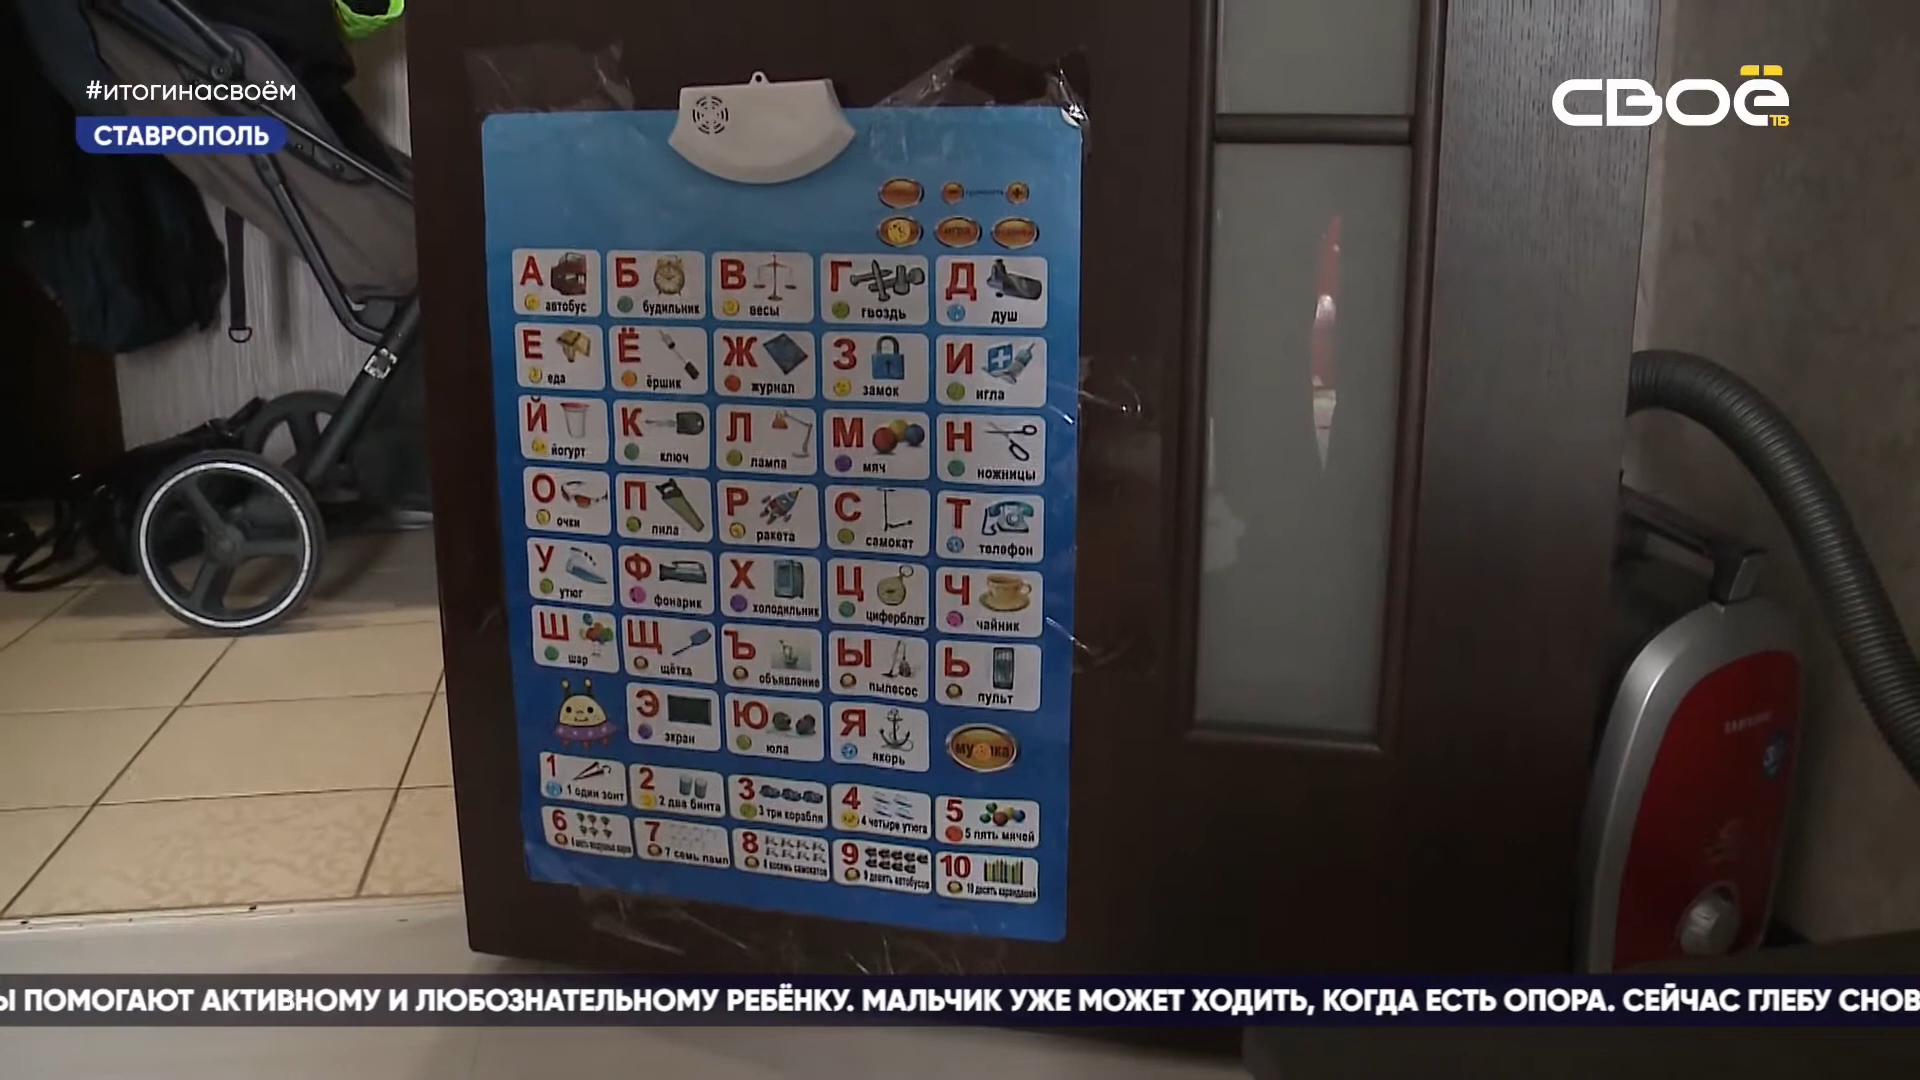 #итогинасвоём
СТАВРОПОЛЬ
СВОЁ
ТВ
игра
А автобус
Б будильник
В весы
Г гвоздь
Д душ
Е еда
Ё ёршик
Ж журнал
З замок
И игла
Й йогурт
К ключ
Л лампа
М мяч
Н ножницы
О очки
П пила
Р ракета
С самокат
Т телефон
У утюг
Ф фонарик
Х холодильник
Ц циферблат
Ч чайник
Ш шар
Щ щётка
Ъ объявление
Ы пылесос
Ь пульт
Э экран
Ю юла
Я якорь
музыка
1 1 один зонт
2 2 два бинта
3 3 три корабля
4 4 четыре утюга
5 5 пять мячей
6
7 7 семь ламп
8 8 восемь самокатов
9 9 девять автобусов
10 10 десять карандашей
SAMSUNG
Ы ПОМОГАЮТ АКТИВНОМУ И ЛЮБОЗНАТЕЛЬНОМУ РЕБЁНКУ. МАЛЬЧИК УЖЕ МОЖЕТ ХОДИТЬ, КОГДА ЕСТЬ ОПОРА. СЕЙЧАС ГЛЕБУ СНОВ